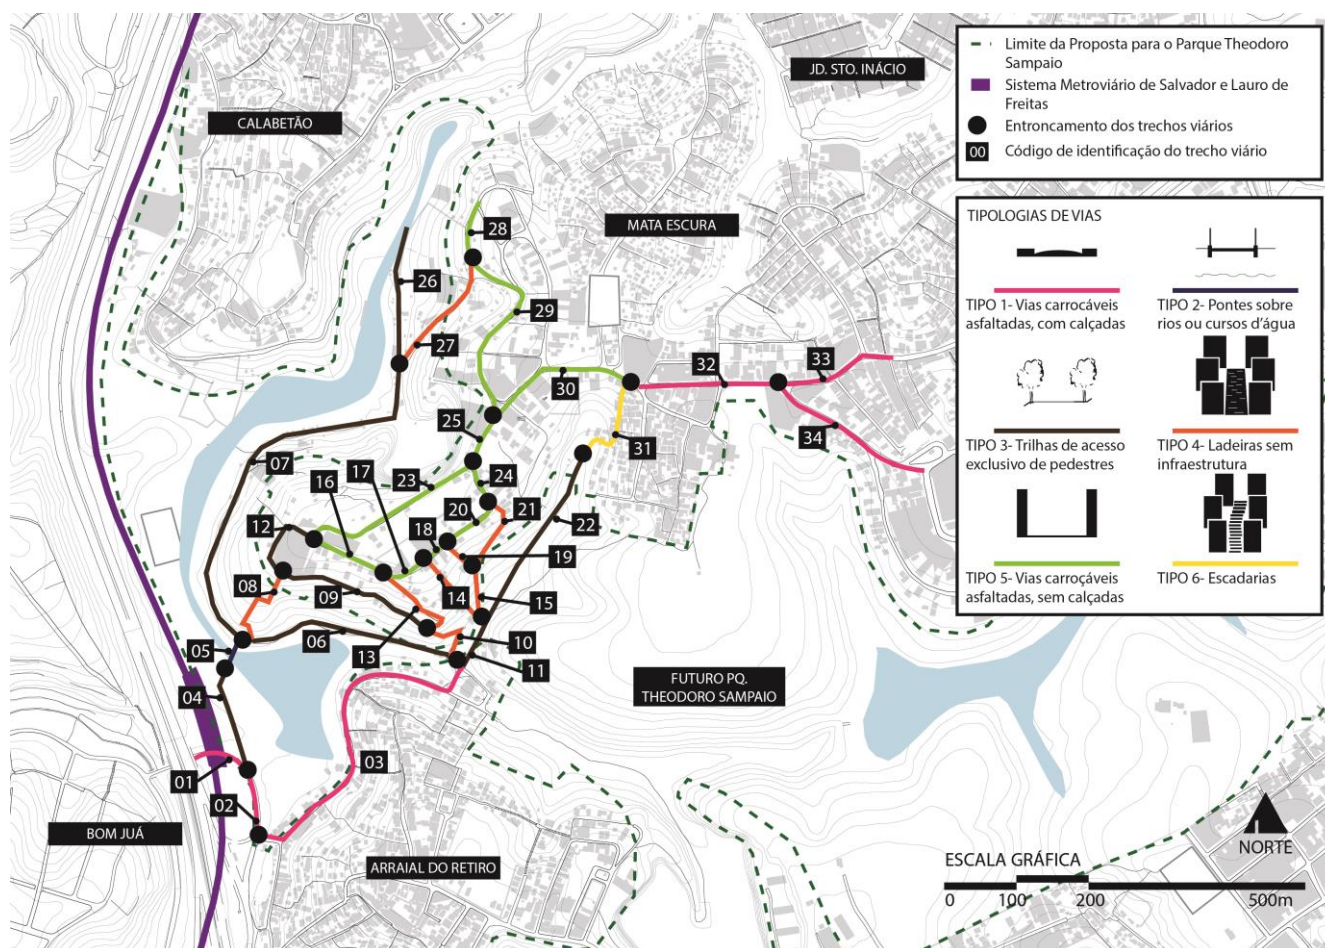 JD. STO. INÁCIO
CALABETÃO
MATA ESCURA
Limite da Proposta para o Parque Theodoro
Sampaio
Sistema Metroviário de Salvador e Lauro de
Freitas
Entroncamento dos trechos viários
00
Código de identificação do trecho viário
TIPOLOGIAS DE VIAS
TIPO 1- Vias carrocáveis
asfaltadas, com calçadas
TIPO 2- Pontes sobre
rios ou cursos d'água
TIPO 3- Trilhas de acesso
exclusivo de pedestres
TIPO 4- Ladeiras sem
infraestrutura
TIPO 5- Vias carroçáveis
asfaltadas, sem calçadas
TIPO 6- Escadarias
28
26
29
27
32
33
30
25
34
31
07
17
16
23
24
12
20
21
18
22
08
19
09
14
15
06
05
13
10
11
04
FUTURO PQ.
THEODORO SAMPAIO
03
01
02
BOM JUÁ
ARRAIAL DO RETIRO
NORTE
ESCALA GRÁFICA
0
100
200
500m